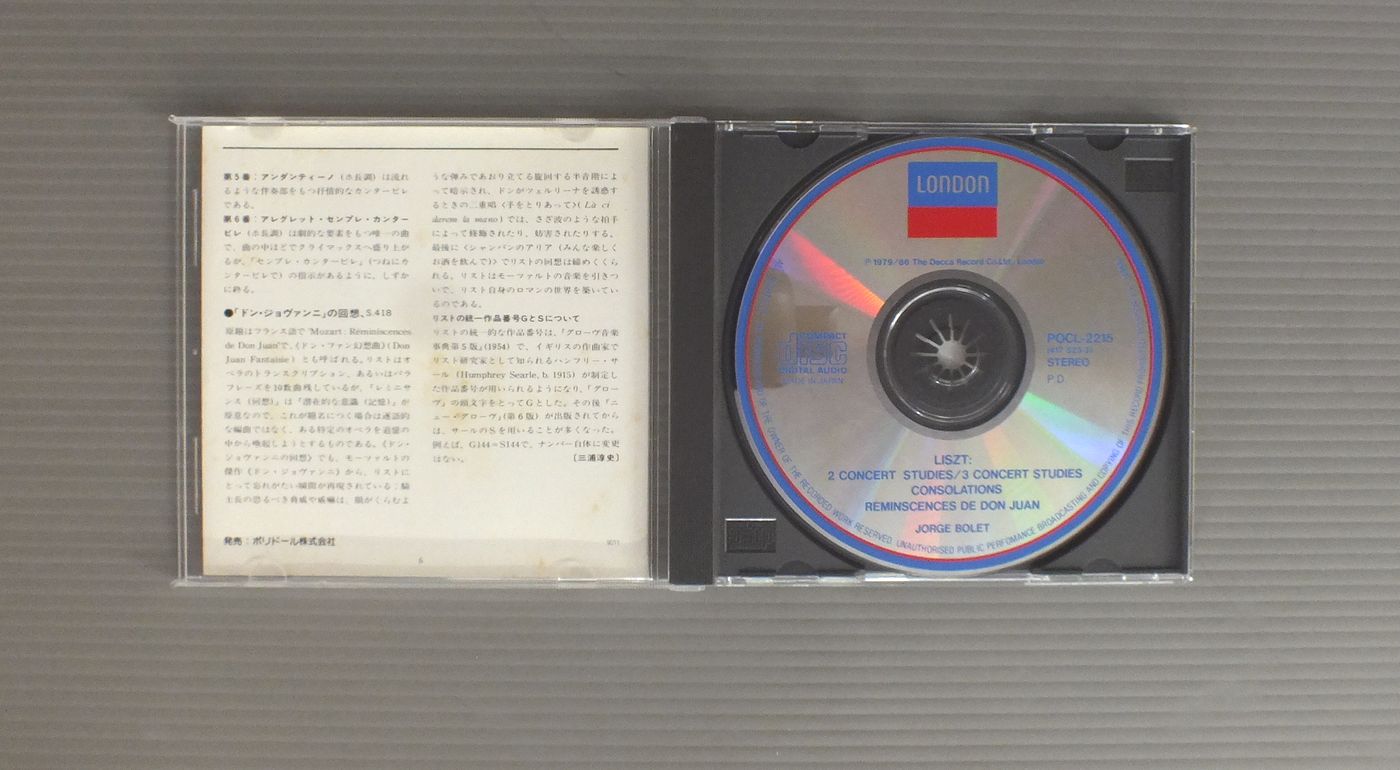 第5番：アンダンティーノ（ホ長調）は流れ
るような伴奏部をもつ抒情的なカンタービレ
である。
第6番：アレグレット・センプレ・カンター
ビレ（ホ長調）は劇的な要素をもつ唯一の曲
で、曲の中ほどでクライマックスへ盛り上が
るが、「センプレ・カンタービレ」（つねにカ
ンタービレで）の指示があるように、しずか
に終る。
●「ドン・ジョヴァンニ」の回想、S.418
原題はフランス語で"Mozart : Réminiscences
de Don Juan"で、《ドン・ファン幻想曲》（Don
Juan Fantaisie）とも呼ばれる。リストはオ
ペラのトランスクリプション、あるいはパラ
フレーズを10数曲残しているが、「レミニサ
ンス（回想）」は「潜在的な意識（記憶）」が
原意なので、これが題名につく場合は逐語的
な編曲ではなく、ある特定のオペラを追憶の
中から喚起しようとするものである。《ドン・
ジョヴァンニの回想》でも、モーツァルトの
傑作《ドン・ジョヴァンニ》から、リストに
とって忘れがたい瞬間が再現されている：騎
士長の恐るべき脅威や威嚇は、眼がくらむよ
発売：ポリドール株式会社
うな弾みであおり立てる旋回する半音階によ
って暗示され、ドンがツェルリーナを誘惑す
るときの二重唱〈手をとりあって〉(Là ci
darem la mano) では、さざ波のような拍手
によって修飾されたり、妨害されたりする。
最後に〈シャンパンのアリア（みんな楽しく
お酒を飲んで）〉でリストの回想は締めくくら
れる。リストはモーツァルトの音楽を引きつ
いで、リスト自身のロマンの世界を築いてい
るのである。
リストの統一作品番号GとSについて
リストの統一的な作品番号は、「グローヴ音楽
事典第5版」(1954) で、イギリスの作曲家で
リスト研究家として知られるハンフリー・サ
ール (Humphrey Searle, b. 1915) が制定し
た作品番号が用いられるようになり、「グロー
ヴ」の頭文字をとってGとした。その後「ニ
ュー・グローヴ」(第6版) が出版されてから
は、サールのSを用いることが多くなった。
例えば、G144＝S144で、ナンバー自体に変更
はない。
〔三浦淳史〕
6
LONDON
℗ 1979/86 The Decca Record Co.Ltd., London
COMPACT
disc
DIGITAL AUDIO
MADE IN JAPAN
POCL-2215
STEREO
P.D.
LISZT:
2 CONCERT STUDIES/3 CONCERT STUDIES
CONSOLATIONS
REMINSCENCES DE DON JUAN
JORGE BOLET
OF THE OWNER OF THE RECORDED WORK RESERVED. UNAUTHORISED PUBLIC PERFOMANCE BROADCASTING AND COPYING OF THIS RECORD